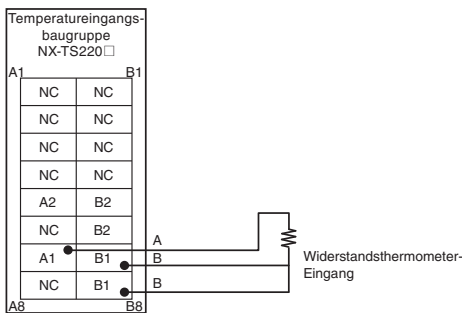 Temperatureingangs-
baugruppe
NX-TS220□
A1 B1
NC NC
NC NC
NC NC
NC NC
A2 B2
NC B2
A1 B1
NC B1
A8 B8
A
B
B
Widerstandsthermometer-
Eingang